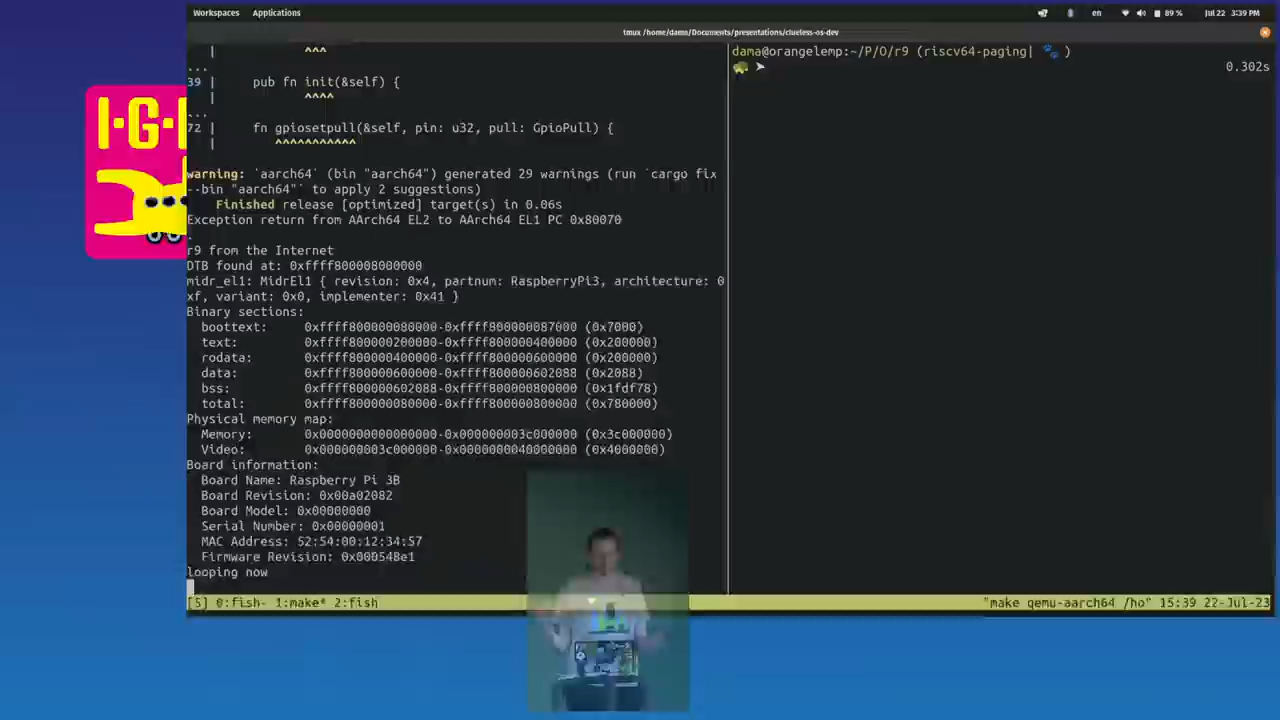 Workspaces Applications
en 89 % Jul 22 3:39 PM
tmux /home/dama/Documents/presentations/clueless-os-dev
I·G·
| ^^^
...
39 | pub fn init(&self) {
| ^^^^
...
72 | fn gpiosetpull(&self, pin: u32, pull: GpioPull) {
| ^^^^^^^^^^^
warning: `aarch64` (bin "aarch64") generated 29 warnings (run `cargo fix
--bin "aarch64"` to apply 2 suggestions)
Finished release [optimized] target(s) in 0.06s
Exception return from AArch64 EL2 to AArch64 EL1 PC 0x80070
.
r9 from the Internet
DTB found at: 0xffff800008000000
midr_el1: MidrEl1 { revision: 0x4, partnum: RaspberryPi3, architecture: 0
xf, variant: 0x0, implementer: 0x41 }
Binary sections:
boottext: 0xffff800000080000-0xffff800000087000 (0x7000)
text: 0xffff800000200000-0xffff800000400000 (0x200000)
rodata: 0xffff800000400000-0xffff800000600000 (0x200000)
data: 0xffff800000600000-0xffff800000602088 (0x2088)
bss: 0xffff800000602088-0xffff800000800000 (0x1fdf78)
total: 0xffff800000080000-0xffff800000800000 (0x780000)
Physical memory map:
Memory: 0x0000000000000000-0x000000003c000000 (0x3c000000)
Video: 0x000000003c000000-0x0000000040000000 (0x4000000)
Board information:
Board Name: Raspberry Pi 3B
Board Revision: 0x00a02082
Board Model: 0x00000000
Serial Number: 0x00000001
MAC Address: 52:54:00:12:34:57
Firmware Revision: 0x000548e1
looping now
dama@orangelemp:~/P/O/r9 (riscv64-paging| 🐾 )
🐢 ➤ 0.302s
[5] 0:fish- 1:make* 2:fish "make qemu-aarch64 /ho" 15:39 22-Jul-23